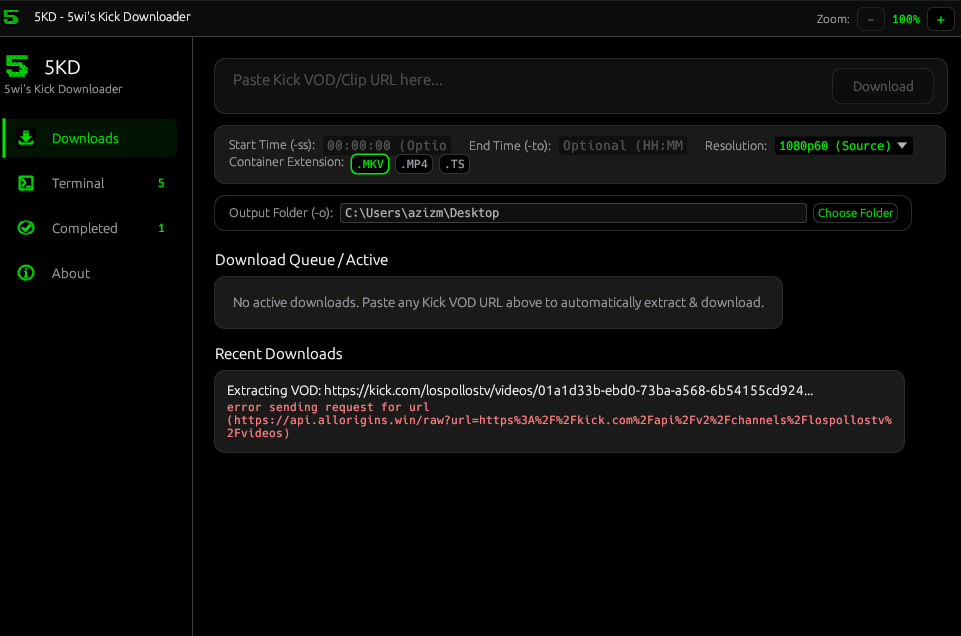 5KD - 5wi's Kick Downloader
Zoom: - 100% +
5KD
5wi's Kick Downloader
Downloads
Terminal 5
Completed 1
About
Paste Kick VOD/Clip URL here...
Download
Start Time (-ss): 00:00:00 (Optio End Time (-to): Optional (HH:MM Resolution: 1080p60 (Source)
Container Extension: .MKV .MP4 .TS
Output Folder (-o): C:\Users\azizm\Desktop Choose Folder
Download Queue / Active
No active downloads. Paste any Kick VOD URL above to automatically extract & download.
Recent Downloads
Extracting VOD: https://kick.com/lospollostv/videos/01a1d33b-ebd0-73ba-a568-6b54155cd924...
error sending request for url
(https://api.allorigins.win/raw?url=https%3A%2F%2Fkick.com%2Fapi%2Fv2%2Fchannels%2Flospollostv%
2Fvideos)